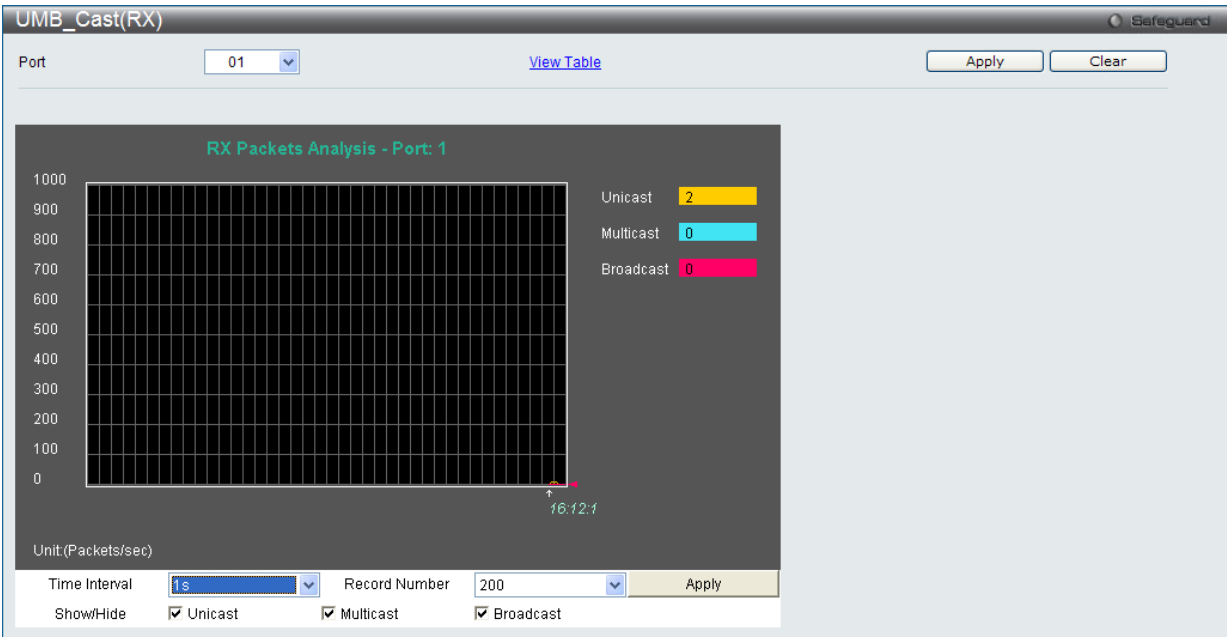 UMB_Cast(RX) Safeguard
Port 01 View Table Apply Clear
RX Packets Analysis - Port: 1
1000
900
800
700
600
500
400
300
200
100
0
Unicast 2
Multicast 0
Broadcast 0
16:12:1
Unit:(Packets/sec)
Time Interval 1s Record Number 200 Apply
Show/Hide Unicast Multicast Broadcast